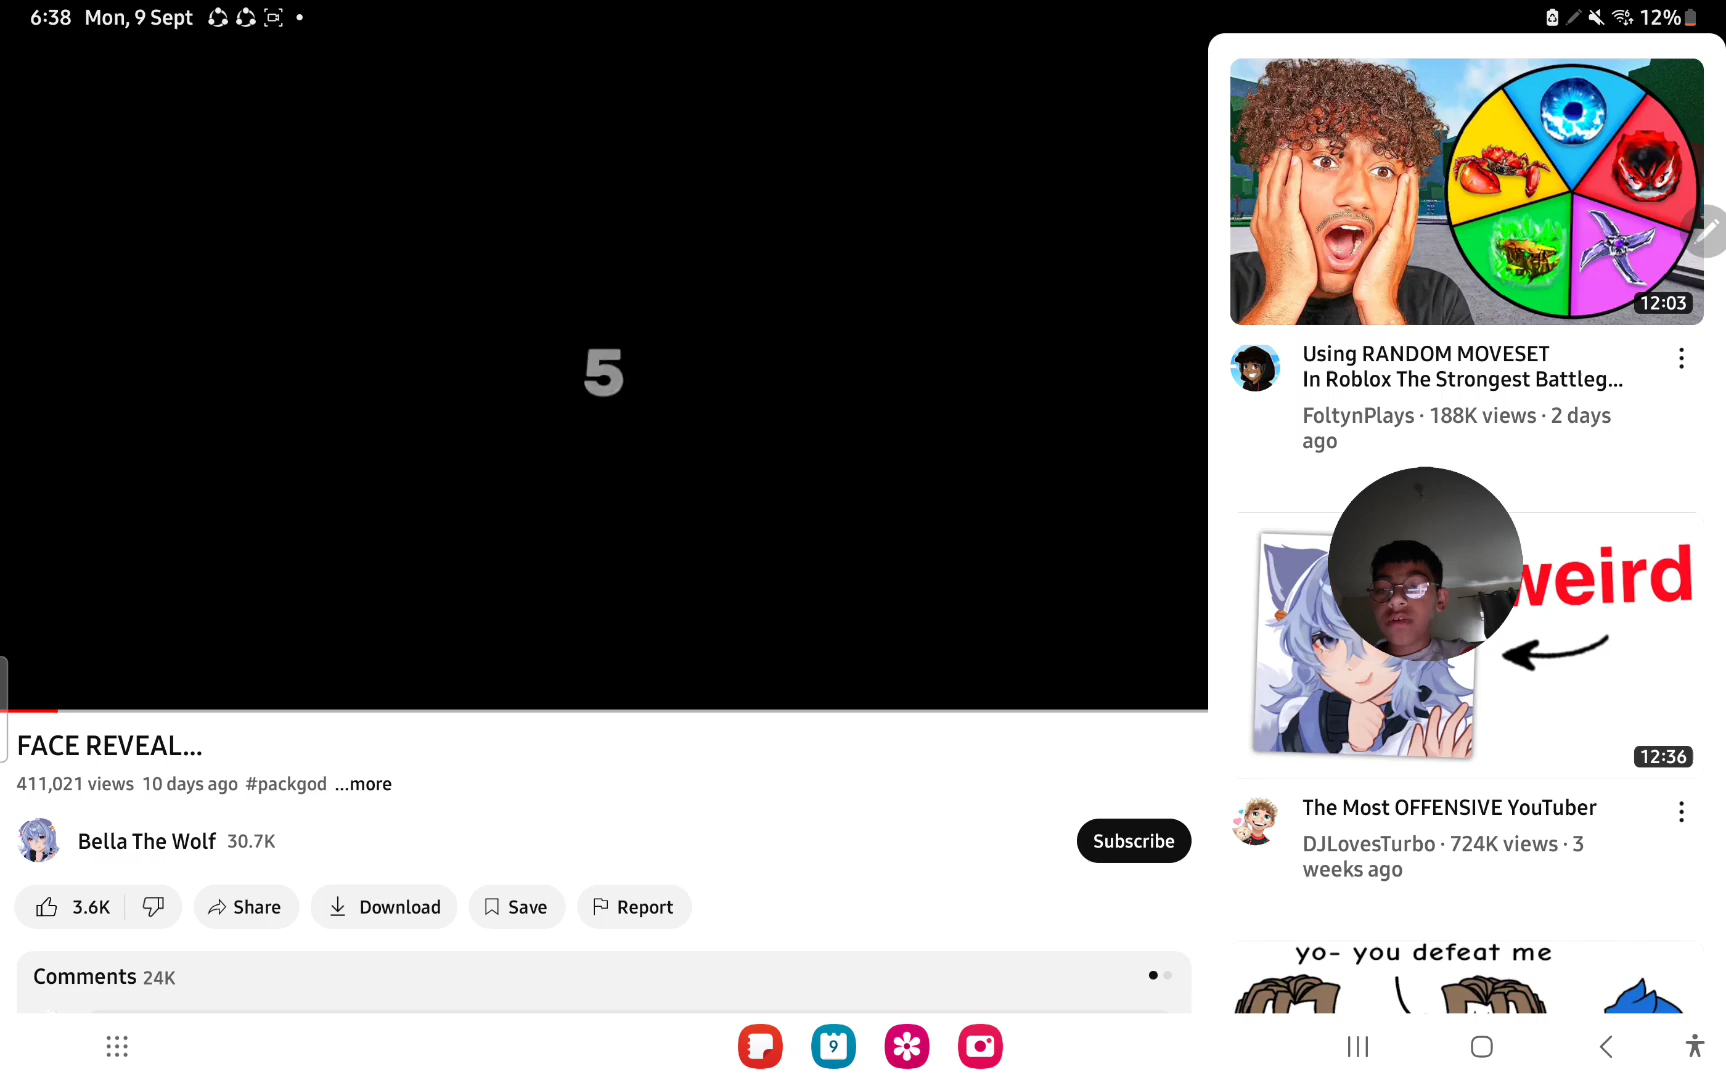 6:38 Mon, 9 Sept
12%
5
FACE REVEAL...
411,021 views 10 days ago #packgod ...more
Bella The Wolf 30.7K
Subscribe
3.6K
Share
Download
Save
Report
Comments 24K
12:03
Using RANDOM MOVESET
In Roblox The Strongest Battleg...
FoltynPlays · 188K views · 2 days
ago
weird
12:36
The Most OFFENSIVE YouTuber
DJLovesTurbo · 724K views · 3
weeks ago
yo- you defeat me
9